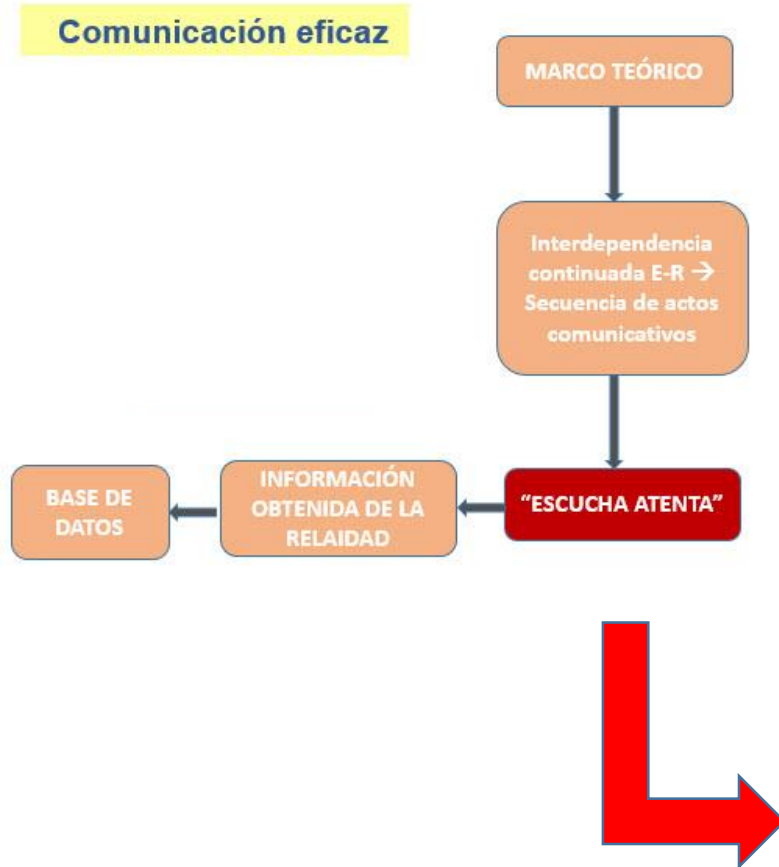 Comunicación eficaz
MARCO TEÓRICO
Interdependencia
continuada E-R →
Secuencia de actos
comunicativos
“ESCUCHA ATENTA”
INFORMACIÓN
OBTENIDA DE LA
RELAIDAD
BASE DE
DATOS